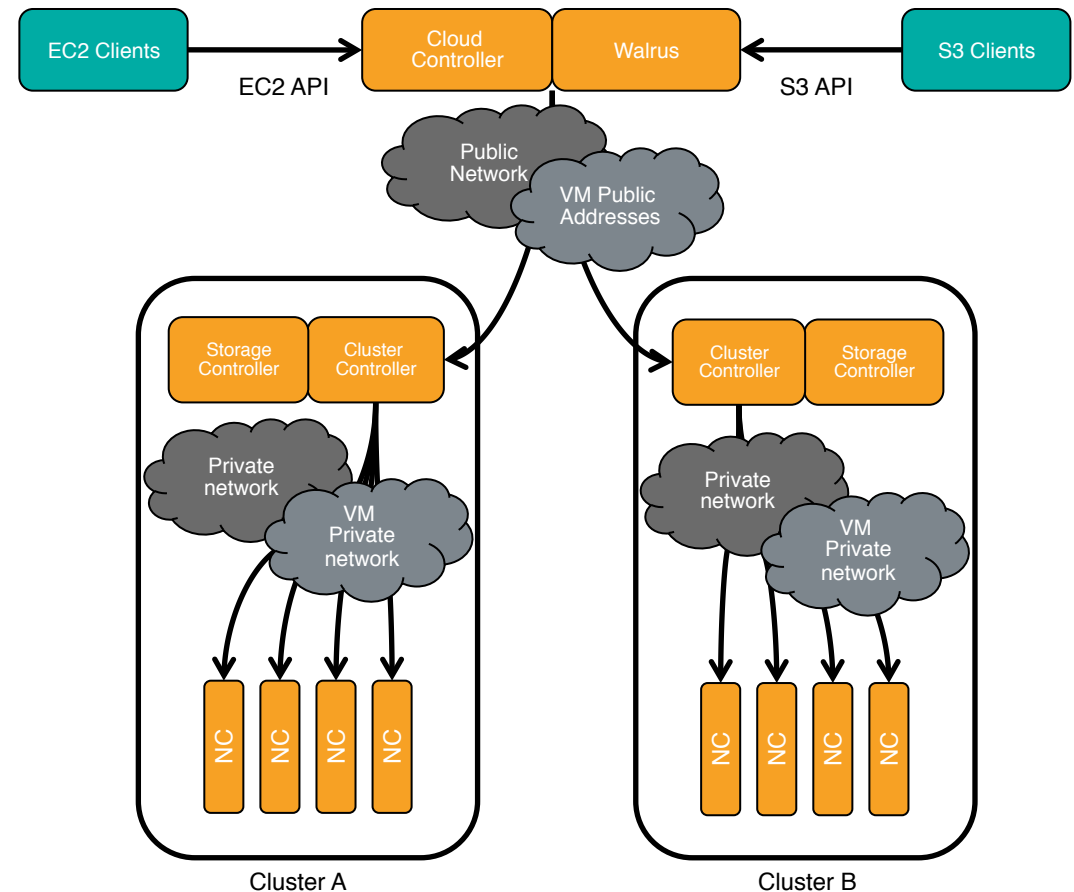 EC2 Clients
EC2 API
Cloud
Controller
Walrus
S3 API
S3 Clients
Public
Network
VM Public
Addresses
Storage
Controller
Cluster
Controller
Private
network
VM
Private
network
NC
NC
NC
NC
Cluster A
Cluster
Controller
Storage
Controller
Private
network
VM
Private
network
NC
NC
NC
NC
Cluster B